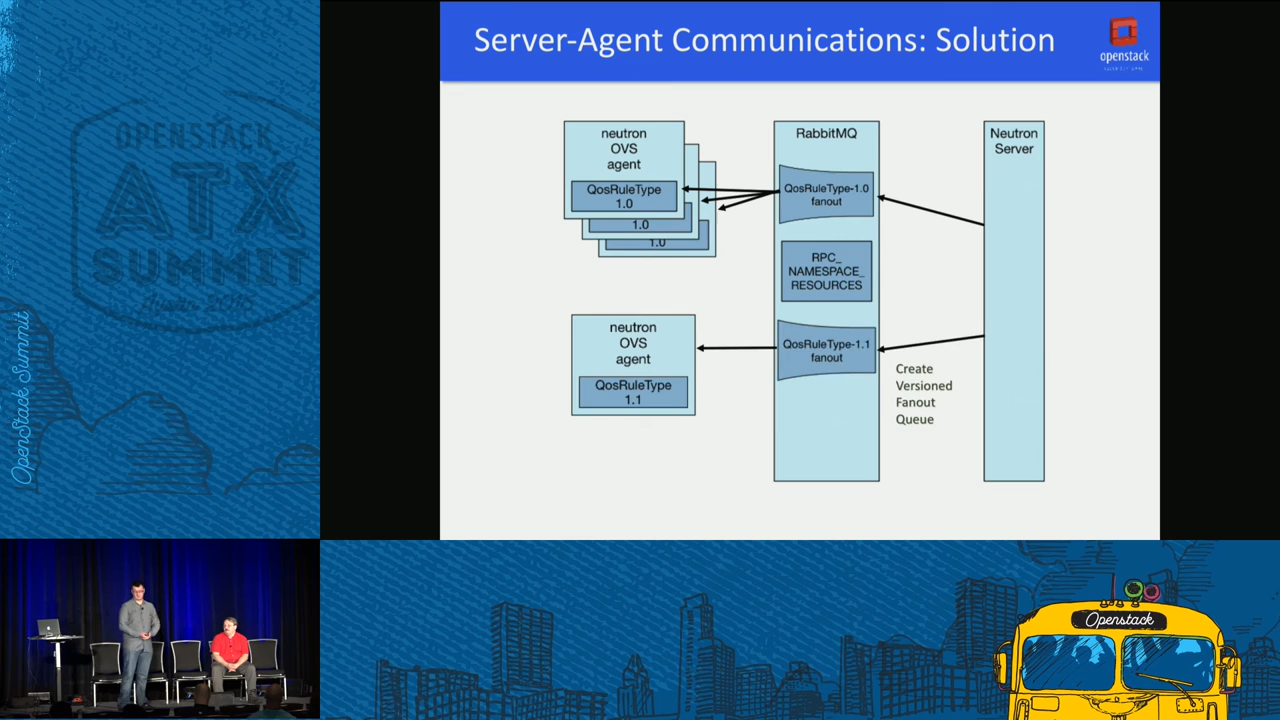 Server-Agent Communications: Solution
openstack
neutron
OVS
agent
QosRuleType
1.0
1.0
1.0
RabbitMQ
QosRuleType-1.0
fanout
RPC_
NAMESPACE_
RESOURCES
QosRuleType-1.1
fanout
Neutron
Server
neutron
OVS
agent
QosRuleType
1.1
Create
Versioned
Fanout
Queue
OPENSTACK
ATX
SUMMIT
OpenStack Summit
Openstack